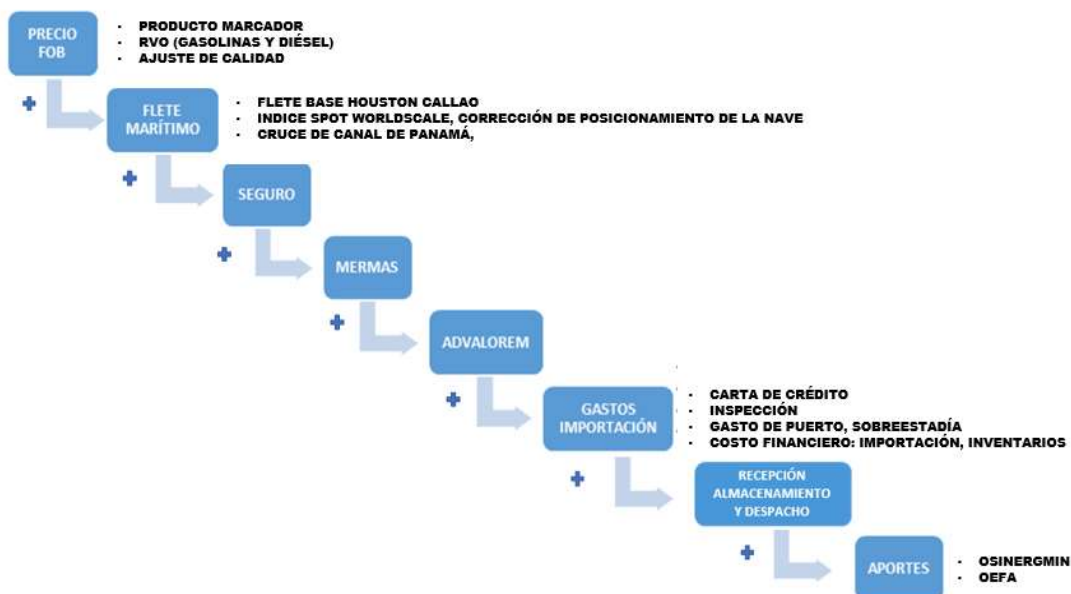 PRECIO
FOB
- PRODUCTO MARCADOR
- RVO (GASOLINAS Y DIÉSEL)
- AJUSTE DE CALIDAD
+
FLETE
MARÍTIMO
- FLETE BASE HOUSTON CALLAO
- INDICE SPOT WORLDSCALE, CORRECCIÓN DE POSICIONAMIENTO DE LA NAVE
- CRUCE DE CANAL DE PANAMÁ,
+
SEGURO
+
MERMAS
+
ADVALOREM
+
GASTOS
IMPORTACIÓN
- CARTA DE CRÉDITO
- INSPECCIÓN
- GASTO DE PUERTO, SOBREESTADÍA
- COSTO FINANCIERO: IMPORTACIÓN, INVENTARIOS
+
RECEPCIÓN
ALMACENAMIENTO
Y DESPACHO
+
APORTES
- OSINERGMIN
- OEFA